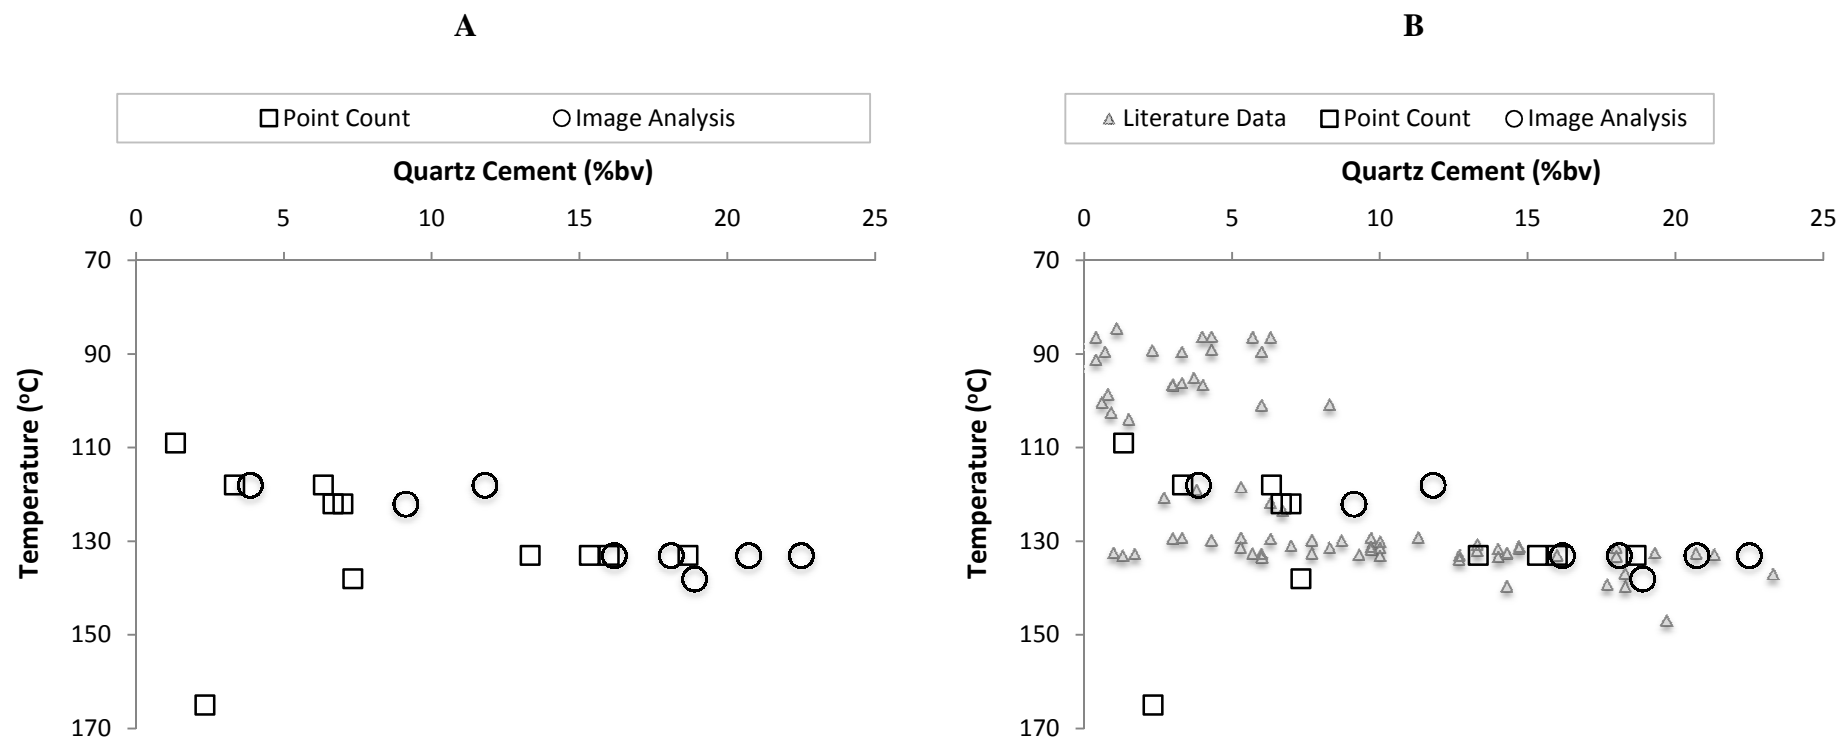 A
Point Count Image Analysis
Quartz Cement (%bv)
0 5 10 15 20 25
70
90
110
130
150
170
Temperature (ᵒC)
B
Literature Data Point Count Image Analysis
Quartz Cement (%bv)
0 5 10 15 20 25
70
90
110
130
150
170
Temperature (ᵒC)